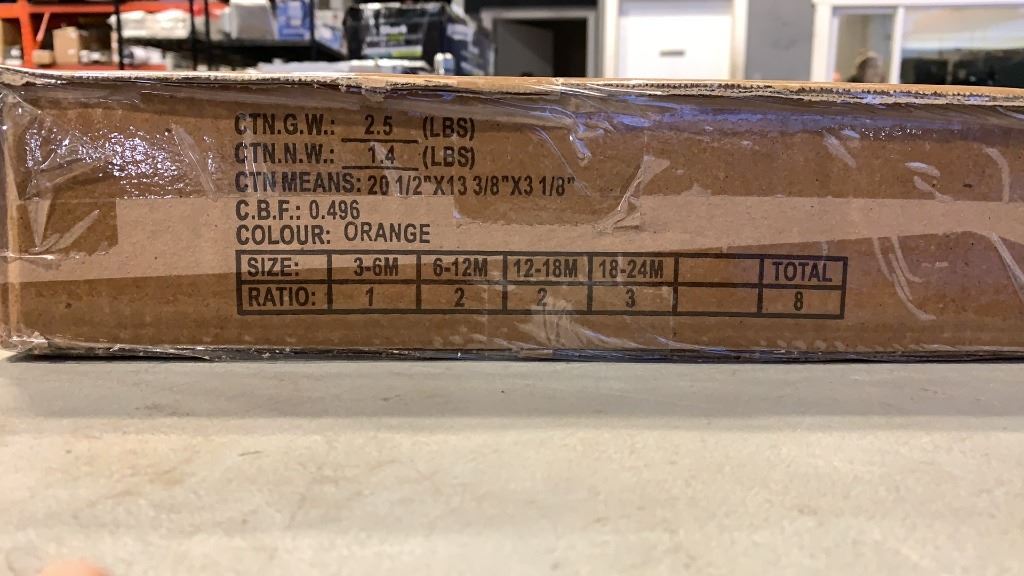 CTN.G.W.: 2.5 (LBS)
CTN.N.W.: 1.4 (LBS)
CTN MEANS: 20 1/2"X13 3/8"X3 1/8"
C.B.F.: 0.496
COLOUR: ORANGE
SIZE: 3-6M 6-12M 12-18M 18-24M TOTAL
RATIO: 1 2 2 3 8